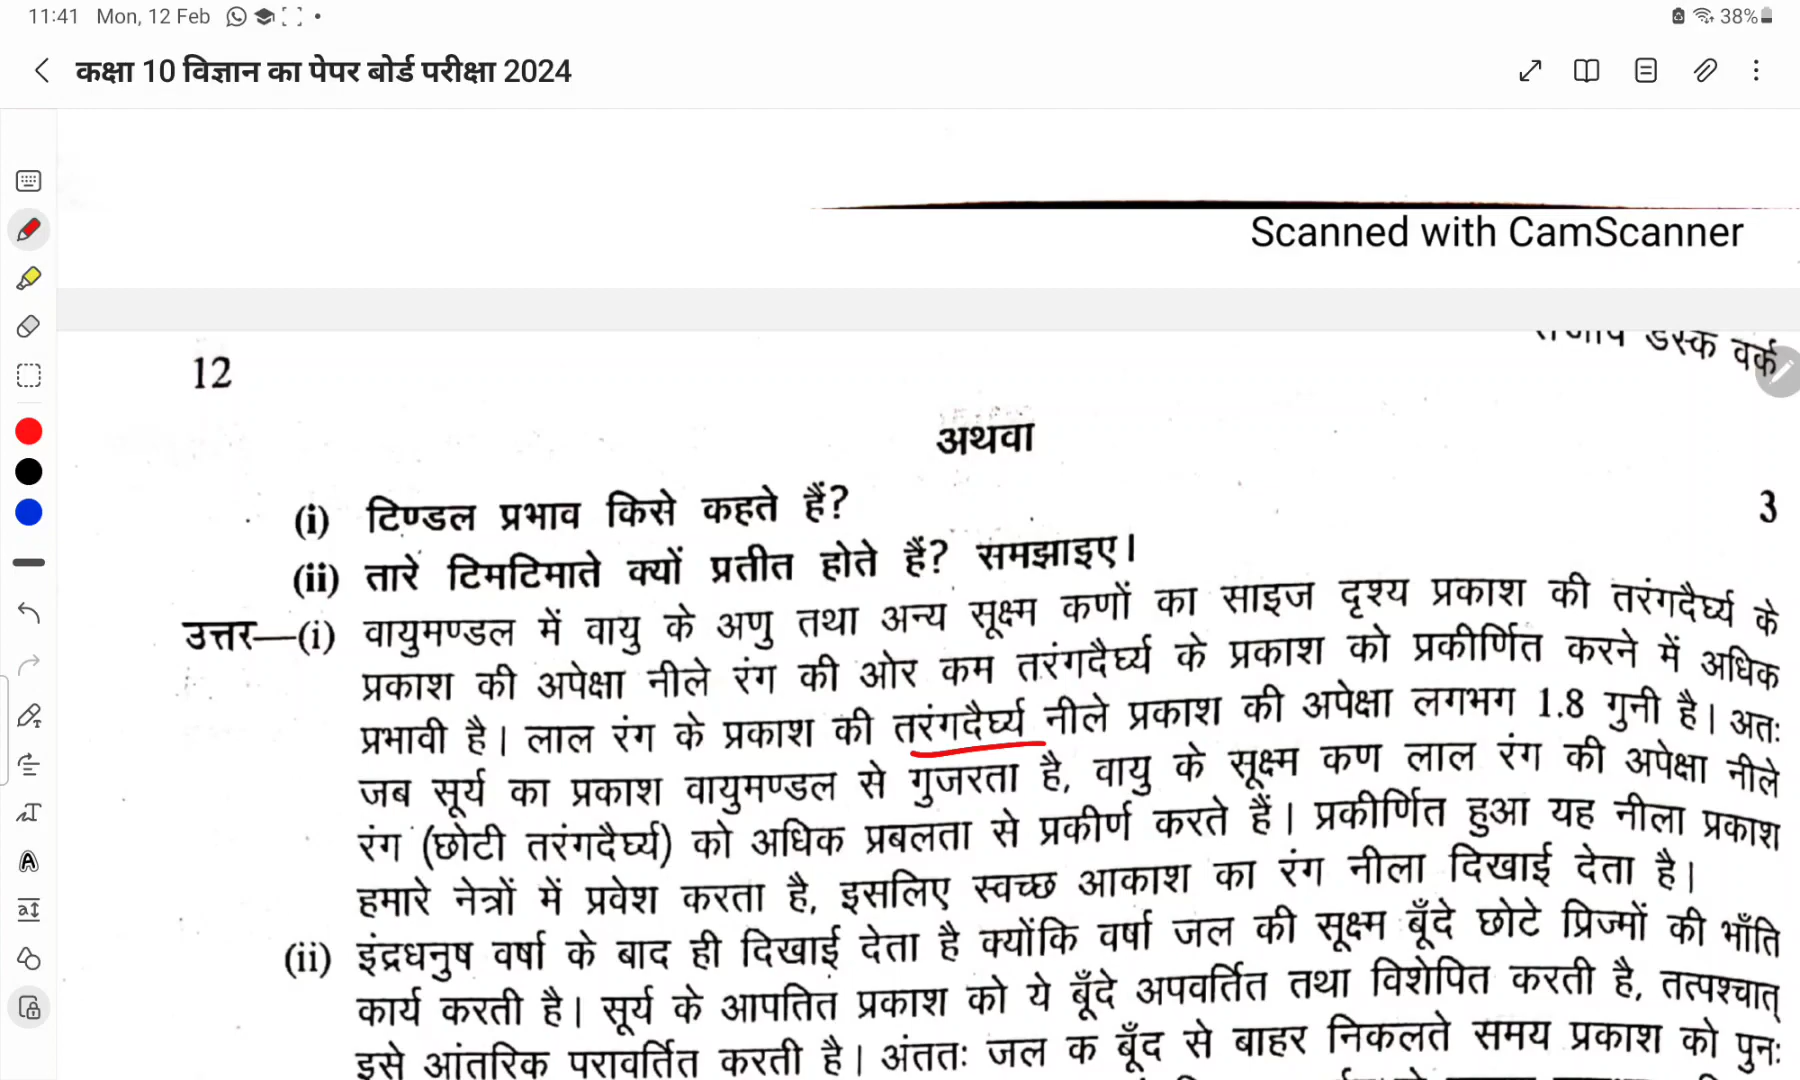 11:41 Mon, 12 Feb 38%
कक्षा 10 विज्ञान का पेपर बोर्ड परीक्षा 2024
Scanned with CamScanner
डेस्क वर्क
12
अथवा
(i) टिण्डल प्रभाव किसे कहते हैं? 3
(ii) तारे टिमटिमाते क्यों प्रतीत होते हैं? समझाइए।
उत्तर—(i) वायुमण्डल में वायु के अणु तथा अन्य सूक्ष्म कणों का साइज दृश्य प्रकाश की तरंगदैर्घ्य के
प्रकाश की अपेक्षा नीले रंग की ओर कम तरंगदैर्घ्य के प्रकाश को प्रकीर्णित करने में अधिक
प्रभावी है। लाल रंग के प्रकाश की तरंगदैर्घ्य नीले प्रकाश की अपेक्षा लगभग 1.8 गुनी है। अतः
जब सूर्य का प्रकाश वायुमण्डल से गुजरता है, वायु के सूक्ष्म कण लाल रंग की अपेक्षा नीले
रंग (छोटी तरंगदैर्घ्य) को अधिक प्रबलता से प्रकीर्ण करते हैं। प्रकीर्णित हुआ यह नीला प्रकाश
हमारे नेत्रों में प्रवेश करता है, इसलिए स्वच्छ आकाश का रंग नीला दिखाई देता है।
(ii) इंद्रधनुष वर्षा के बाद ही दिखाई देता है क्योंकि वर्षा जल की सूक्ष्म बूँदे छोटे प्रिज्मों की भाँति
कार्य करती है। सूर्य के आपतित प्रकाश को ये बूँदे अपवर्तित तथा विशेपित करती है, तत्पश्चात्
इसे आंतरिक परावर्तित करती है। अंततः जल क बूँद से बाहर निकलते समय प्रकाश को पुनः